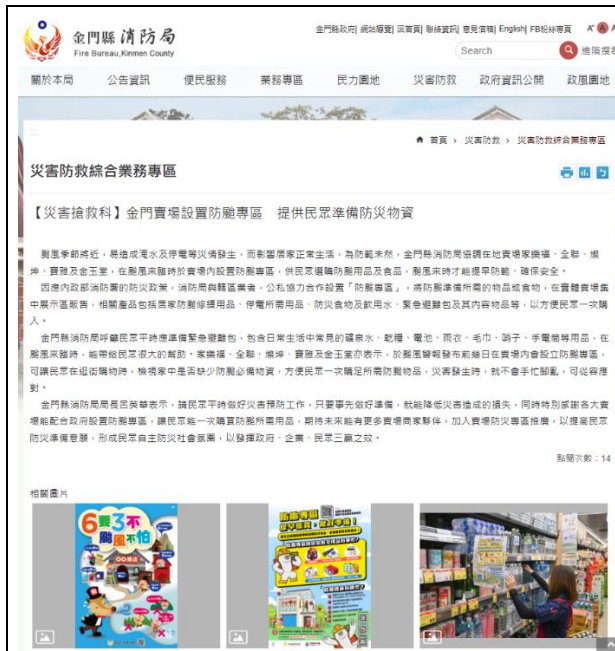 金門縣消防局
Fire Bureau,Kinmen County
金門縣政府| 網站導覽| 回首頁| 聯絡資訊| 意見信箱| English| FB粉絲專頁
Search
進階搜尋
關於本局 公告資訊 便民服務 業務專區 民力園地 災害防救 政府資訊公開 政風園地
首頁 › 災害防救 › 災害防救綜合業務專區
災害防救綜合業務專區
【災害搶救科】金門賣場設置防颱專區 提供民眾準備防災物資
颱風季節將近，易造成淹水及停電等災情發生，而影響居家正常生活，為防範未然，金門縣消防局協調在地賣場家樂福、全聯、燦
坤、寶雅及金玉堂，在颱風來臨時於賣場內設置防颱專區，供民眾選購防颱用品及食品，颱風來時才能提早防範、確保安全。
因應內政部消防署的防災政策，消防局與轄區業者，公私協力合作設置「防颱專區」，將防颱準備所需的物品或食物，在實體賣場集
中展示區販售，相關產品包括居家防颱修繕用品、停電所需用品、防災食物及飲用水、緊急避難包及其內容物品等，以方便民眾一次購
入。
金門縣消防局呼籲民眾平時應準備緊急避難包，包含日常生活中常見的礦泉水、乾糧、電池、雨衣、毛巾、哨子、手電筒等用品，在
颱風來臨時，能帶給民眾很大的幫助。家樂福、全聯、燦坤、寶雅及金玉堂亦表示，於颱風警報發布前幾日在賣場內會設立防颱專區，
可讓民眾在逛街購物時，檢視家中是否缺少防颱必備物資，方便民眾一次購足所需防颱物品，災害發生時，就不會手忙腳亂，可從容應
對。
金門縣消防局局長呂英華表示，請民眾平時做好災害預防工作，只要事先做好準備，就能降低災害造成的損失，同時特別感謝各大賣
場能配合政府設置防颱專區，讓民眾能一次購買防颱所需用品，期待未來能有更多賣場商家夥伴，加入賣場防災專區推廣，以提高民眾
防災準備意願，形成民眾自主防災社會氛圍，以發揮政府、企業、民眾三贏之效。
點閱次數：14
相關圖片
6要3不
颱風不怕
防颱專區